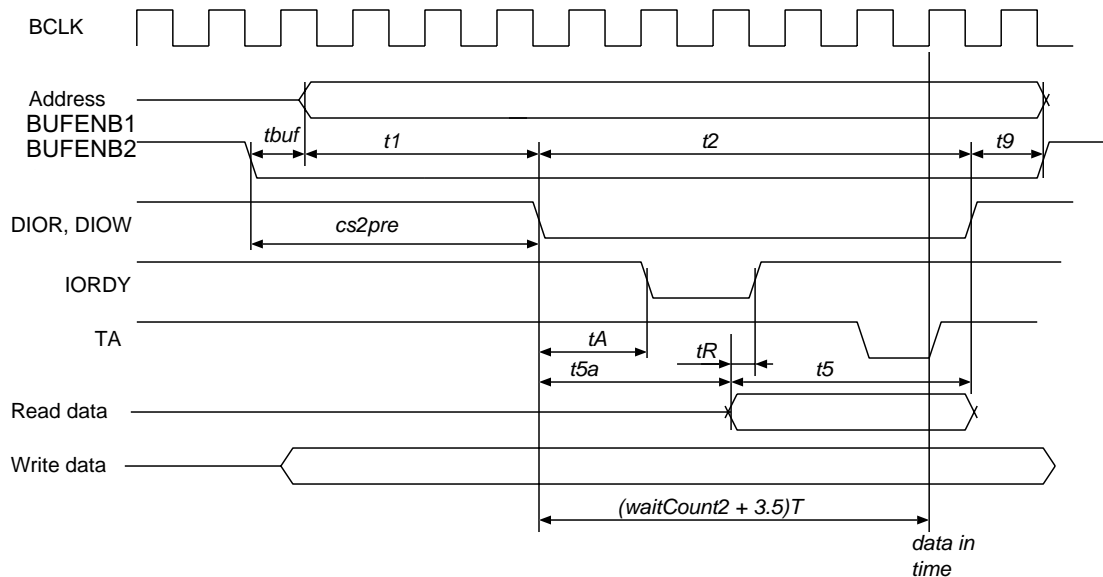 BCLK
Address
BUFENB1
BUFENB2
tbuf
t1
t2
t9
DIOR, DIOW
cs2pre
IORDY
TA
tA
tR
t5a
t5
Read data
Write data
(waitCount2 + 3.5)T
data in
time